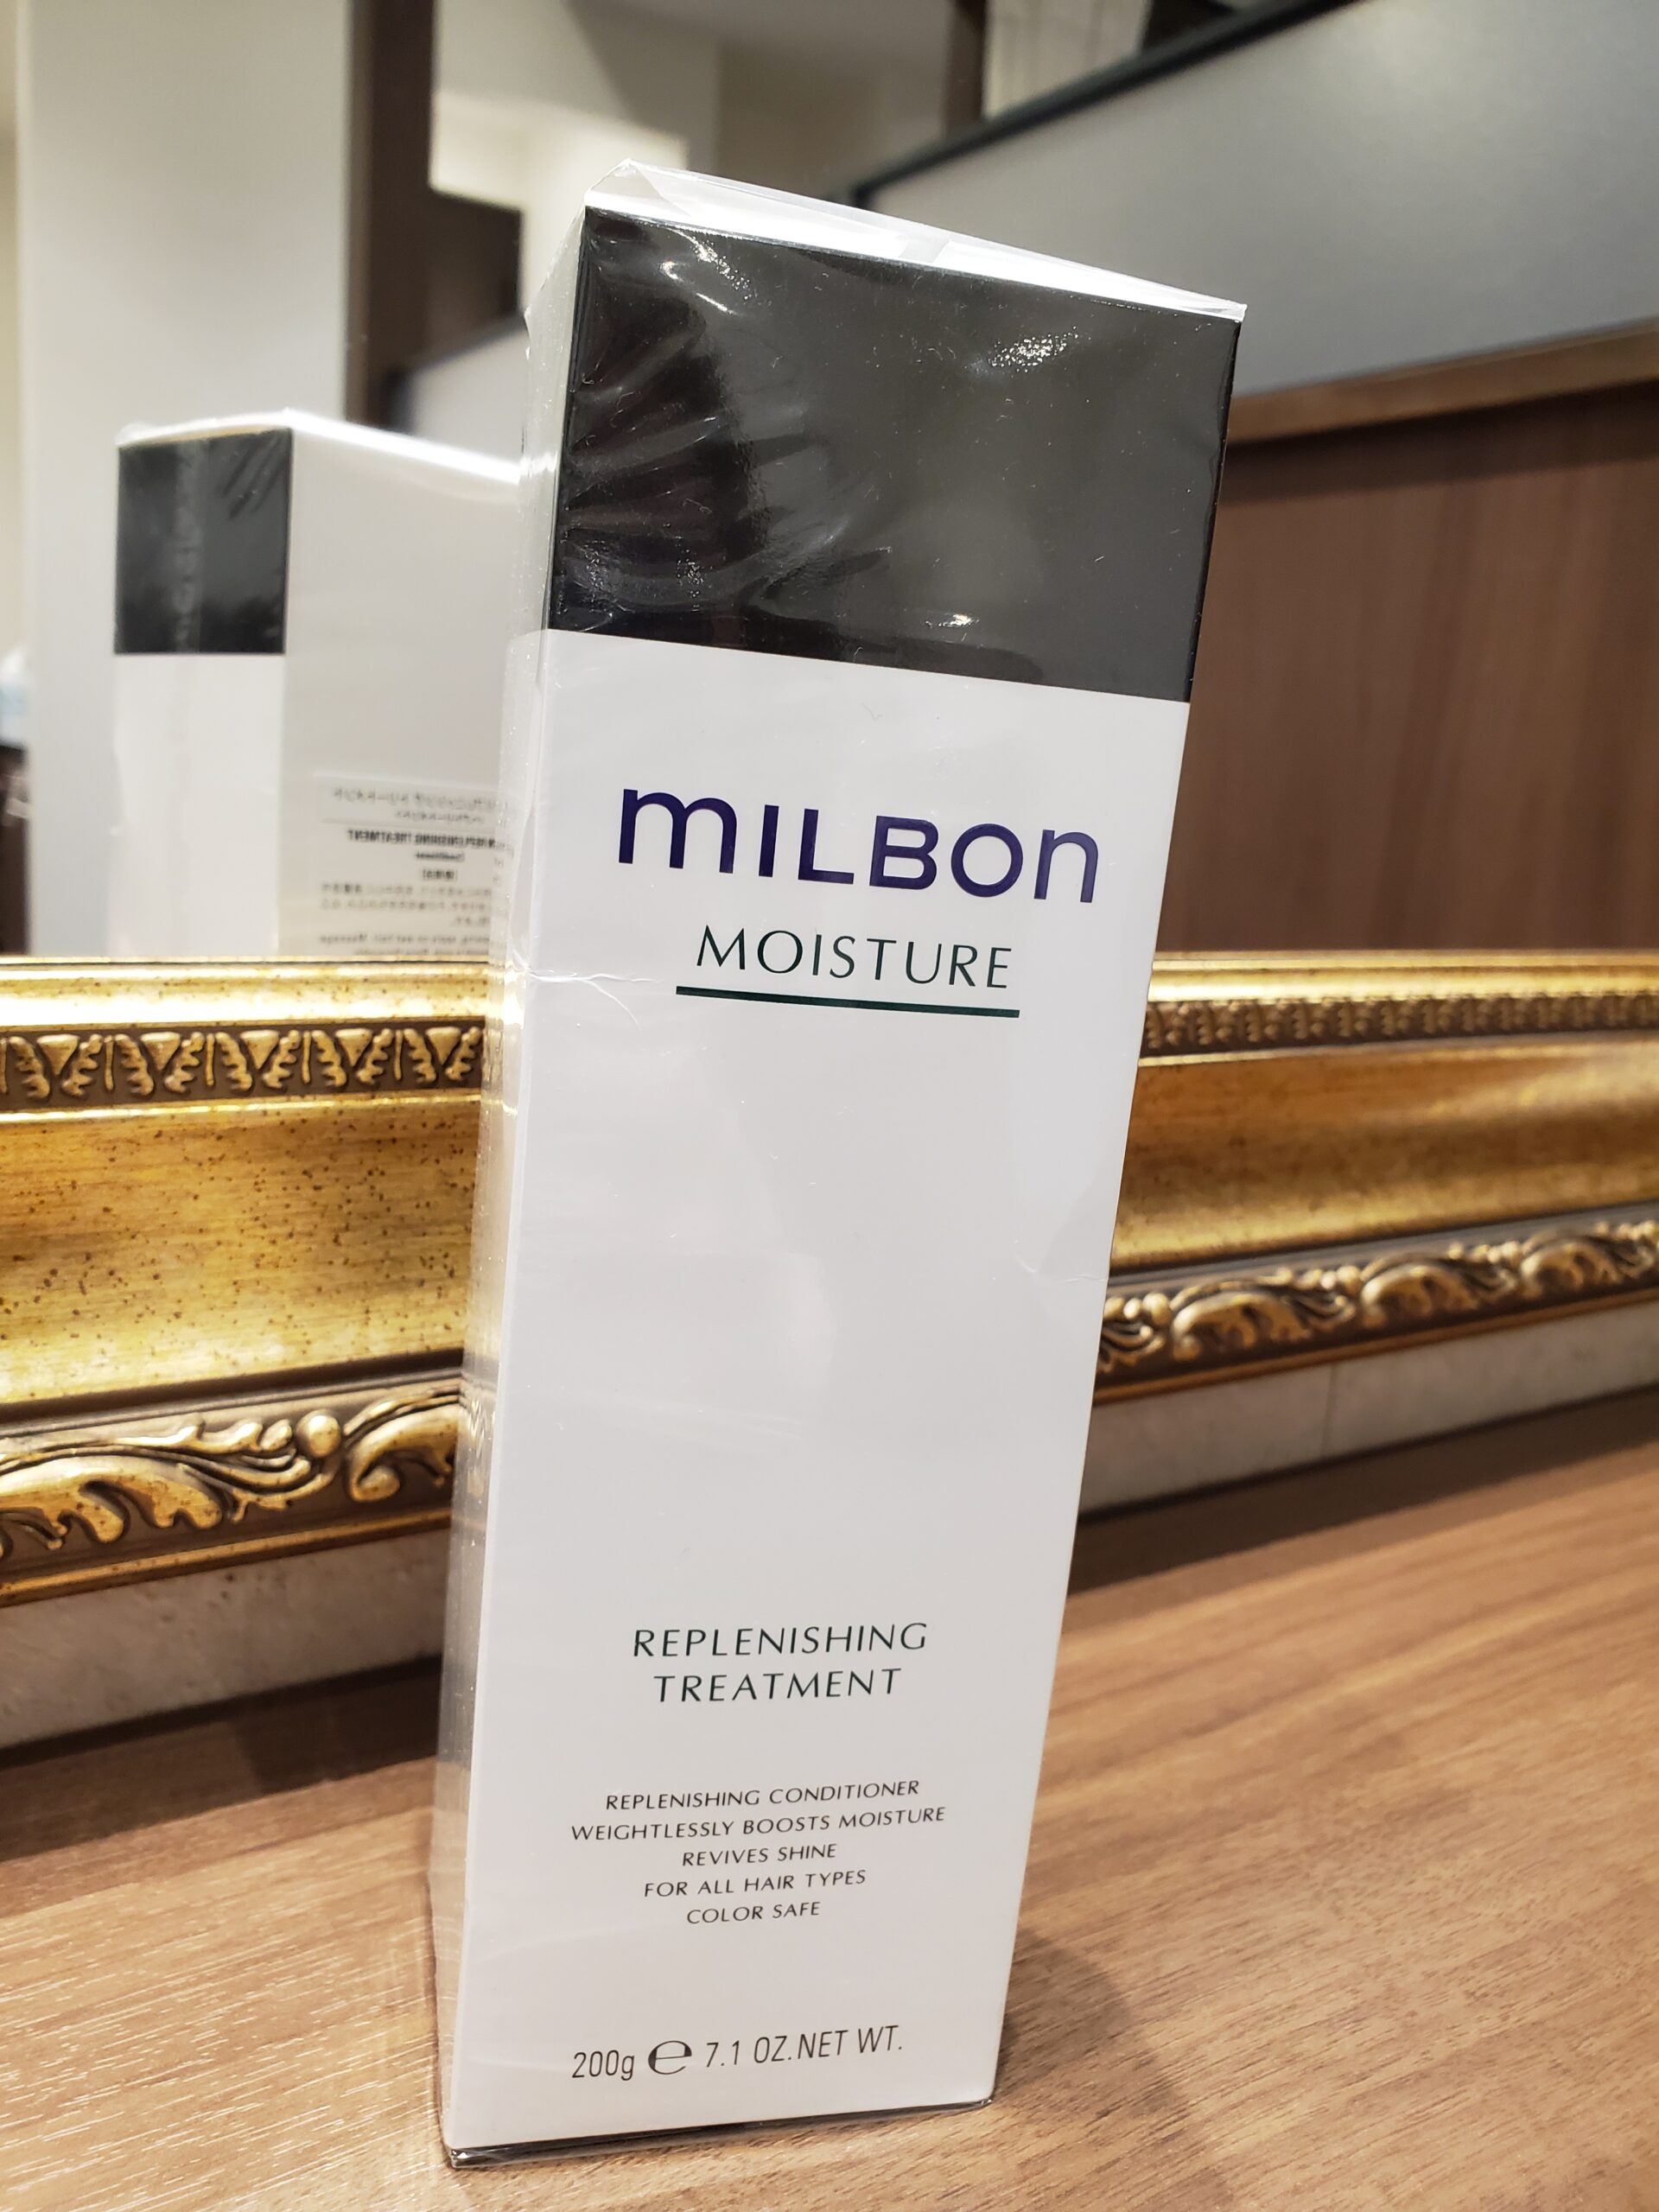 mILBOn
MOISTURE
REPLENISHING
TREATMENT
REPLENISHING CONDITIONER
WEIGHTLESSLY BOOSTS MOISTURE
REVIVES SHINE
FOR ALL HAIR TYPES
COLOR SAFE
200g ℮ 7.1 OZ.NET WT.